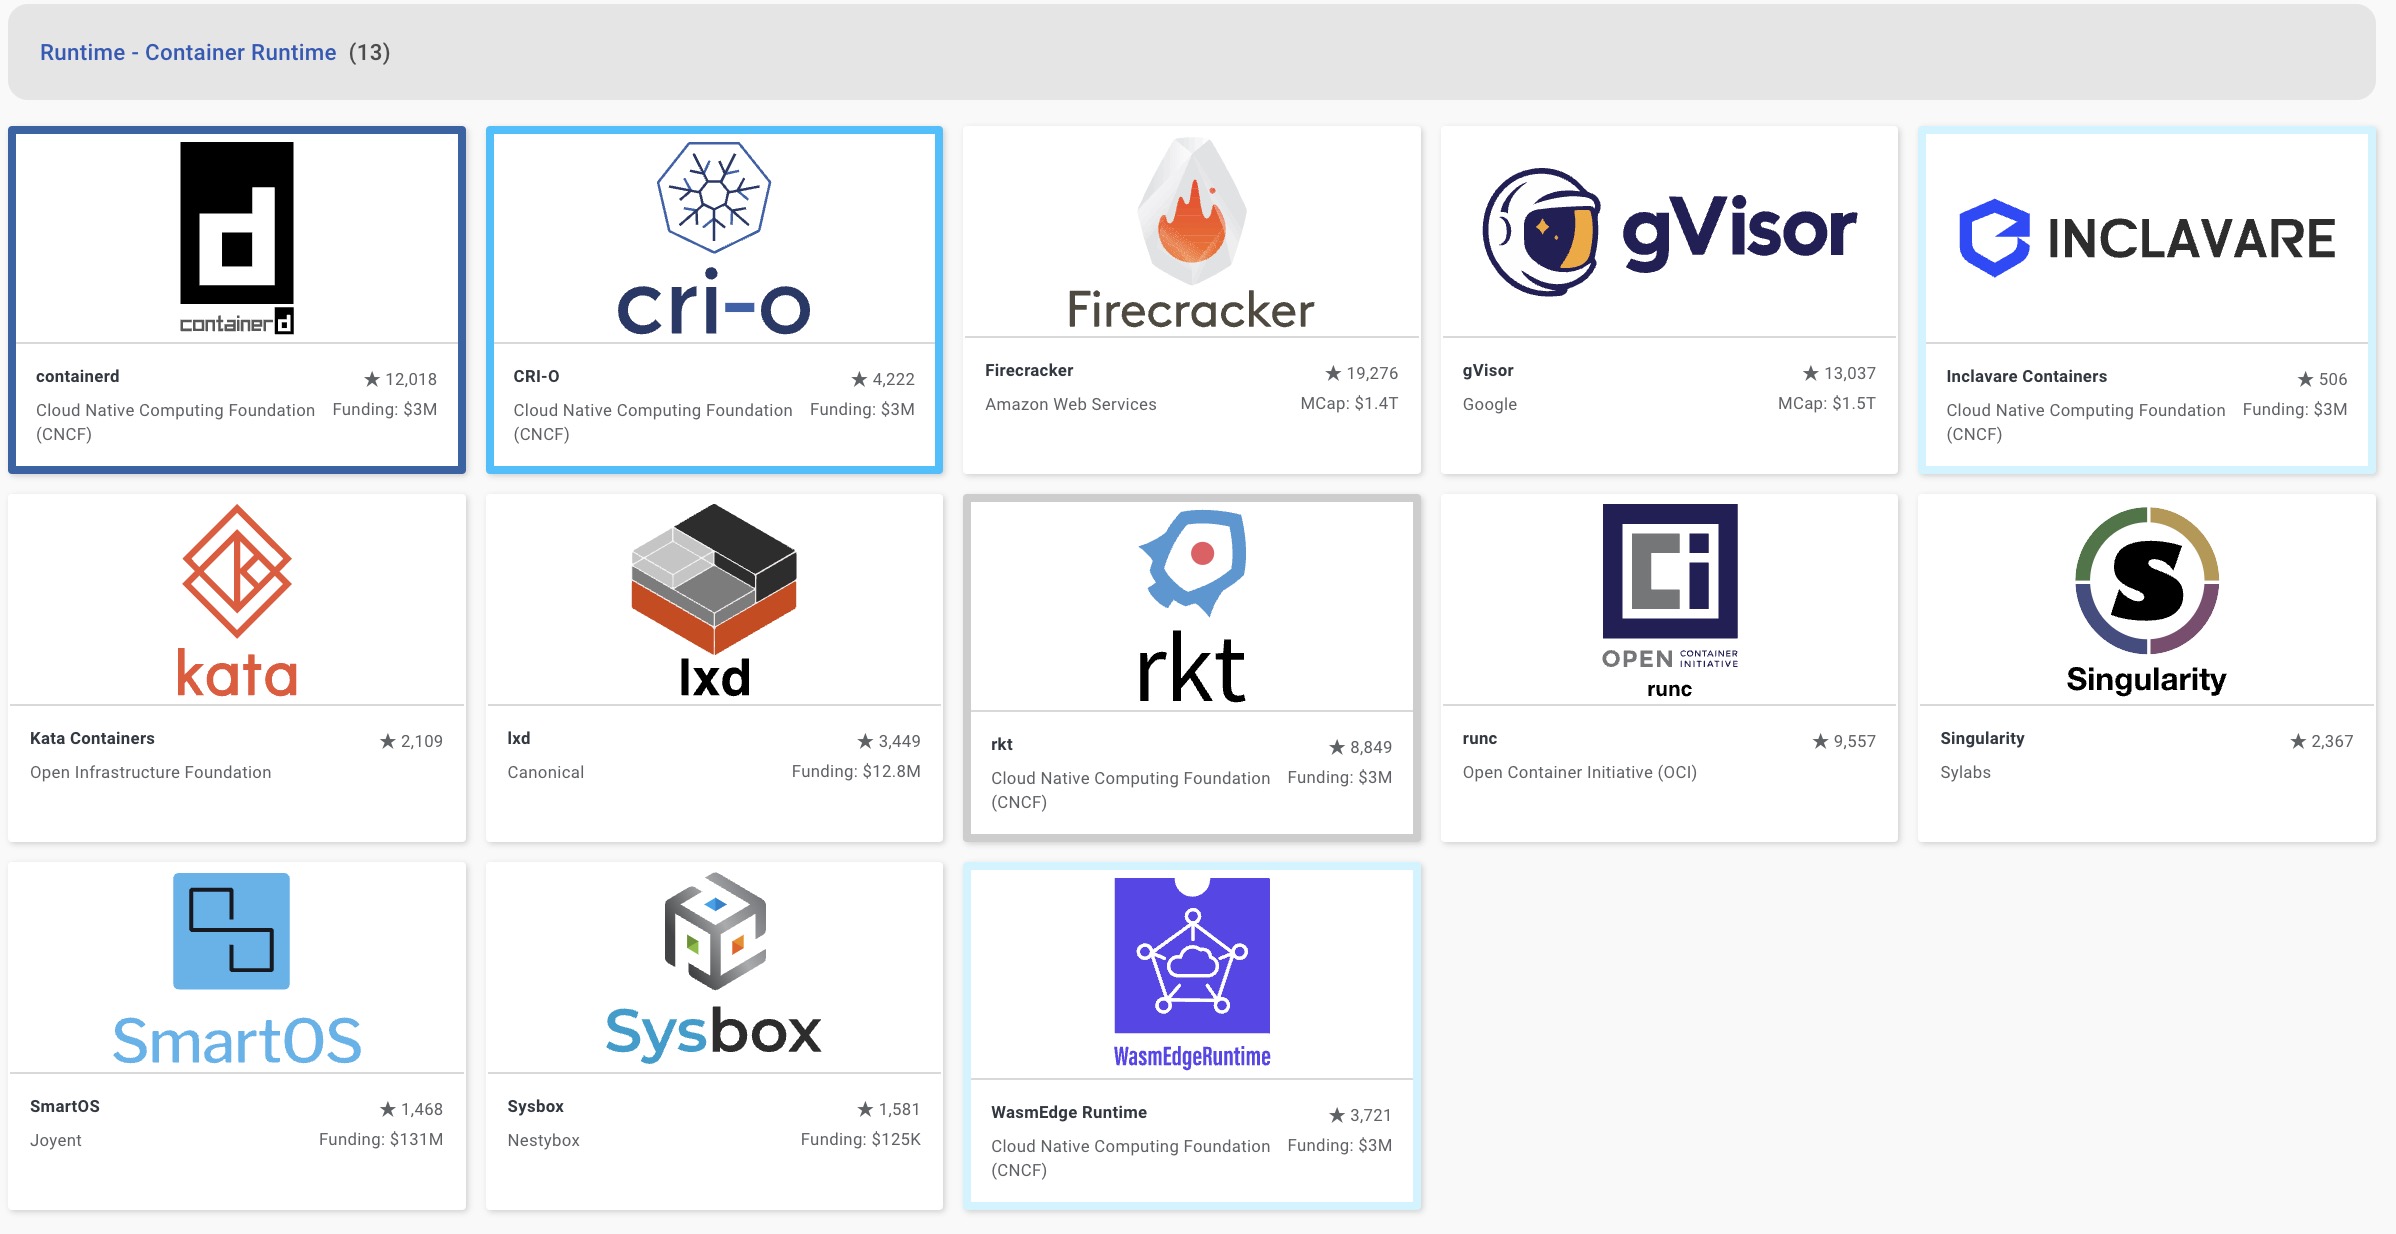 Runtime - Container Runtime (13)
d
containerd
containerd
★ 12,018
Cloud Native Computing Foundation (CNCF)
Funding: $3M
cri-o
CRI-O
★ 4,222
Cloud Native Computing Foundation (CNCF)
Funding: $3M
Firecracker
Firecracker
★ 19,276
Amazon Web Services
MCap: $1.4T
gVisor
gVisor
★ 13,037
Google
MCap: $1.5T
INCLAVARE
Inclavare Containers
★ 506
Cloud Native Computing Foundation (CNCF)
Funding: $3M
kata
Kata Containers
★ 2,109
Open Infrastructure Foundation
lxd
lxd
★ 3,449
Canonical
Funding: $12.8M
rkt
rkt
★ 8,849
Cloud Native Computing Foundation (CNCF)
Funding: $3M
Ci
OPEN CONTAINER INITIATIVE
runc
runc
★ 9,557
Open Container Initiative (OCI)
S
Singularity
Singularity
★ 2,367
Sylabs
SmartOS
SmartOS
★ 1,468
Joyent
Funding: $131M
Sysbox
Sysbox
★ 1,581
Nestybox
Funding: $125K
WasmEdgeRuntime
WasmEdge Runtime
★ 3,721
Cloud Native Computing Foundation (CNCF)
Funding: $3M